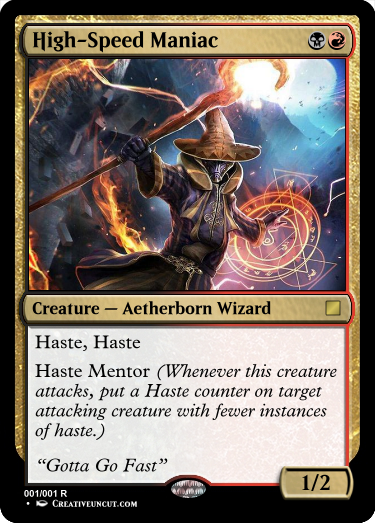 High-Speed Maniac
Creature — Aetherborn Wizard
Haste, Haste
Haste Mentor (Whenever this creature
attacks, put a Haste counter on target
attacking creature with fewer instances
of haste.)
“Gotta Go Fast”
1/2
001/001 R
• Creativeuncut.com